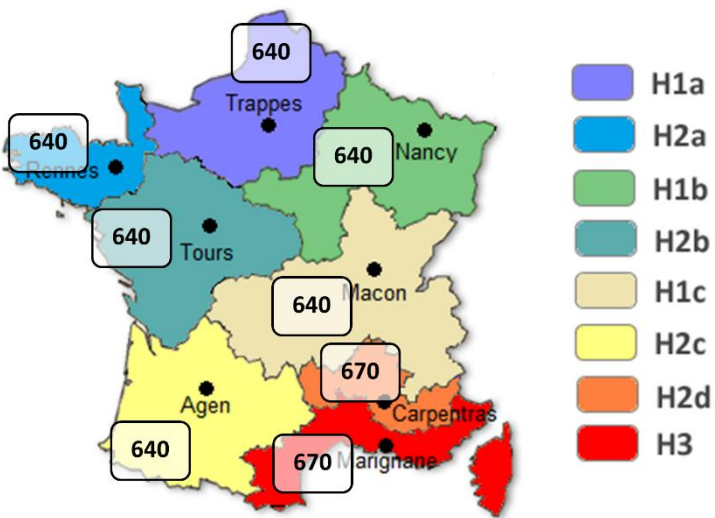 640
Trappes
640
Rennes
640
Nancy
640
Tours
640
Macon
670
Agen
Carpentras
640
670
Marignane
H1a
H2a
H1b
H2b
H1c
H2c
H2d
H3